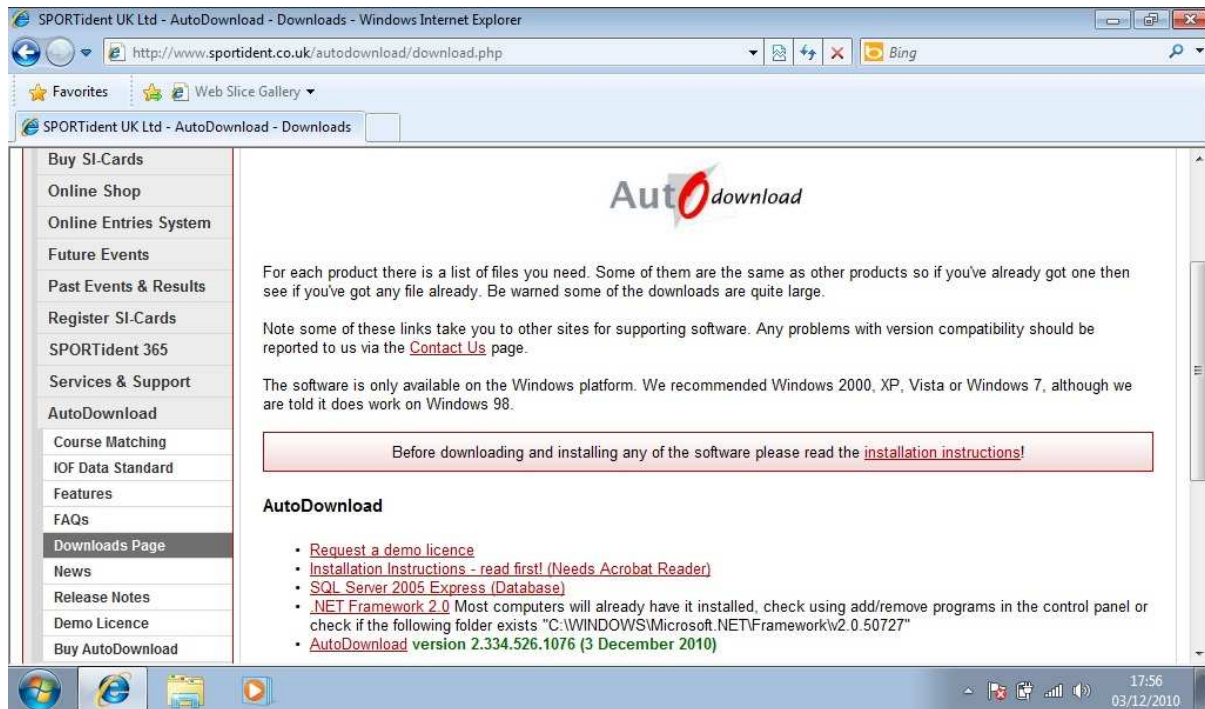 SPORTident UK Ltd - AutoDownload - Downloads - Windows Internet Explorer
http://www.sportident.co.uk/autodownload/download.php
Bing
Favorites
Web Slice Gallery
SPORTident UK Ltd - AutoDownload - Downloads
Buy SI-Cards
Online Shop
Online Entries System
Future Events
Past Events & Results
Register SI-Cards
SPORTident 365
Services & Support
AutoDownload
Course Matching
IOF Data Standard
Features
FAQs
Downloads Page
News
Release Notes
Demo Licence
Buy AutoDownload
AutOdownload
For each product there is a list of files you need. Some of them are the same as other products so if you've already got one then
see if you've got any file already. Be warned some of the downloads are quite large.
Note some of these links take you to other sites for supporting software. Any problems with version compatibility should be
reported to us via the Contact Us page.
The software is only available on the Windows platform. We recommended Windows 2000, XP, Vista or Windows 7, although we
are told it does work on Windows 98.
Before downloading and installing any of the software please read the installation instructions!
AutoDownload
• Request a demo licence
• Installation Instructions - read first! (Needs Acrobat Reader)
• SQL Server 2005 Express (Database)
• .NET Framework 2.0 Most computers will already have it installed, check using add/remove programs in the control panel or
check if the following folder exists "C:\WINDOWS\Microsoft.NET\Framework\v2.0.50727"
• AutoDownload version 2.334.526.1076 (3 December 2010)
17:56
03/12/2010